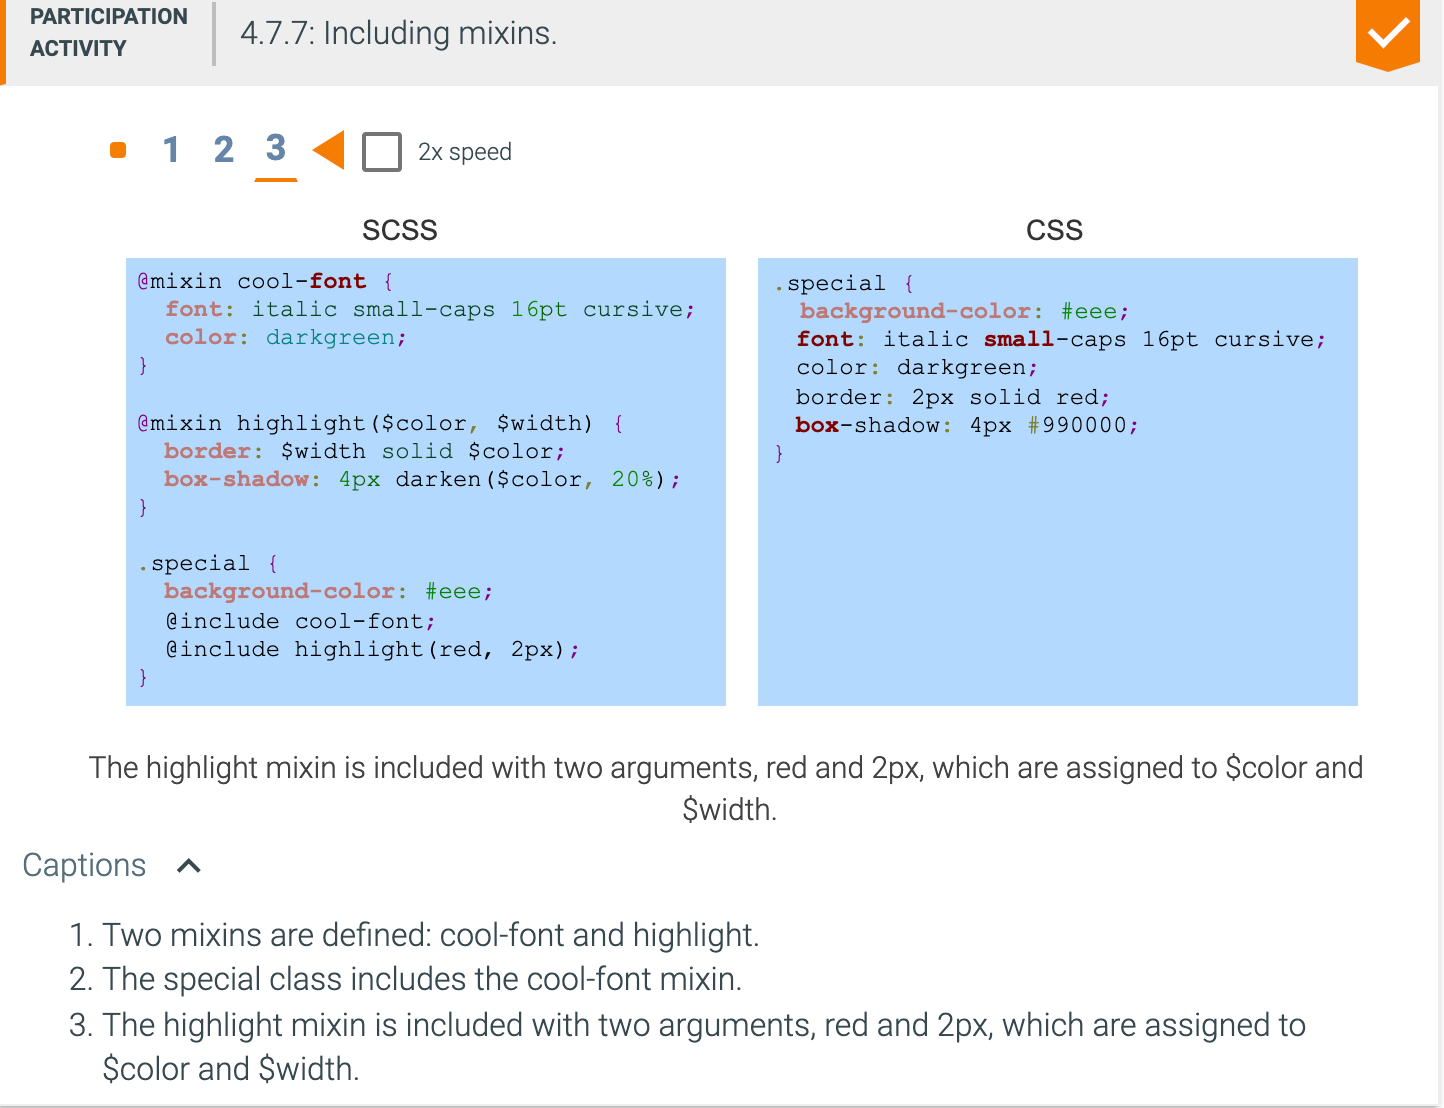 PARTICIPATION
ACTIVITY
4.7.7: Including mixins.
1 2 3 2x speed
SCSS
@mixin cool-font {
  font: italic small-caps 16pt cursive;
  color: darkgreen;
}
@mixin highlight($color, $width) {
  border: $width solid $color;
  box-shadow: 4px darken($color, 20%);
}
.special {
  background-color: #eee;
  @include cool-font;
  @include highlight(red, 2px);
}
CSS
.special {
  background-color: #eee;
  font: italic small-caps 16pt cursive;
  color: darkgreen;
  border: 2px solid red;
  box-shadow: 4px #990000;
}
The highlight mixin is included with two arguments, red and 2px, which are assigned to $color and
$width.
Captions
1. Two mixins are defined: cool-font and highlight.
2. The special class includes the cool-font mixin.
3. The highlight mixin is included with two arguments, red and 2px, which are assigned to
$color and $width.